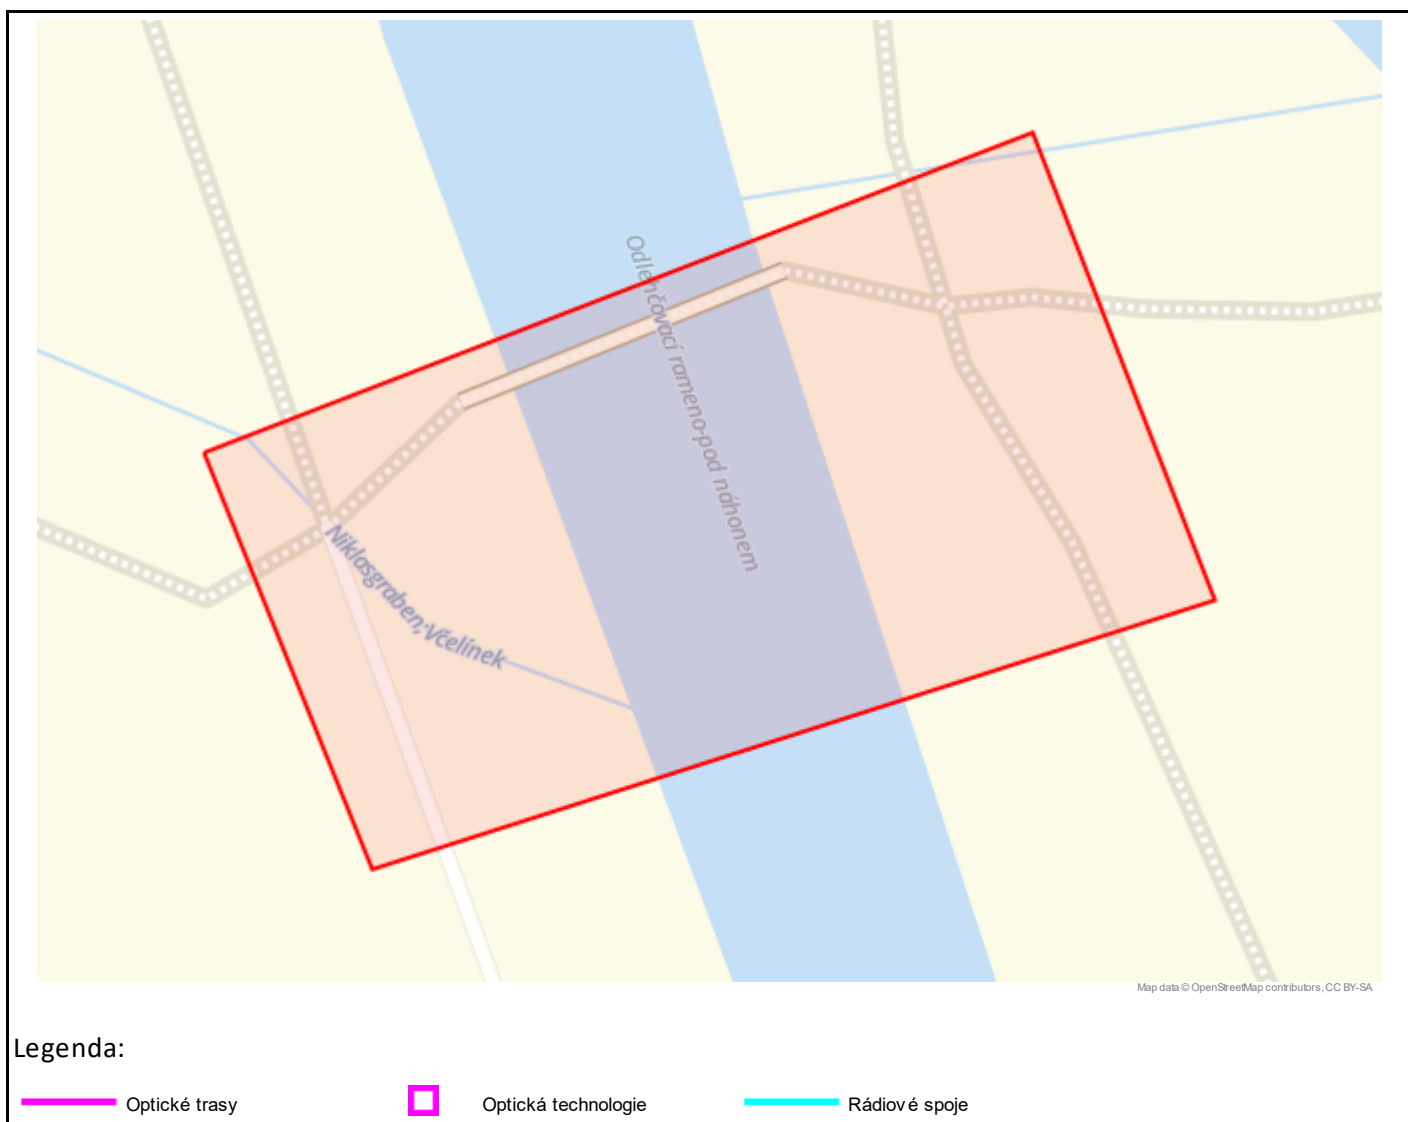 Odlehčovací rameno-pod náhonem
Niklasgraben;Včelínek
Map data © OpenStreetMap contributors, CC BY-SA
Legenda:
Optické trasy
Optická technologie
Rádiové spoje